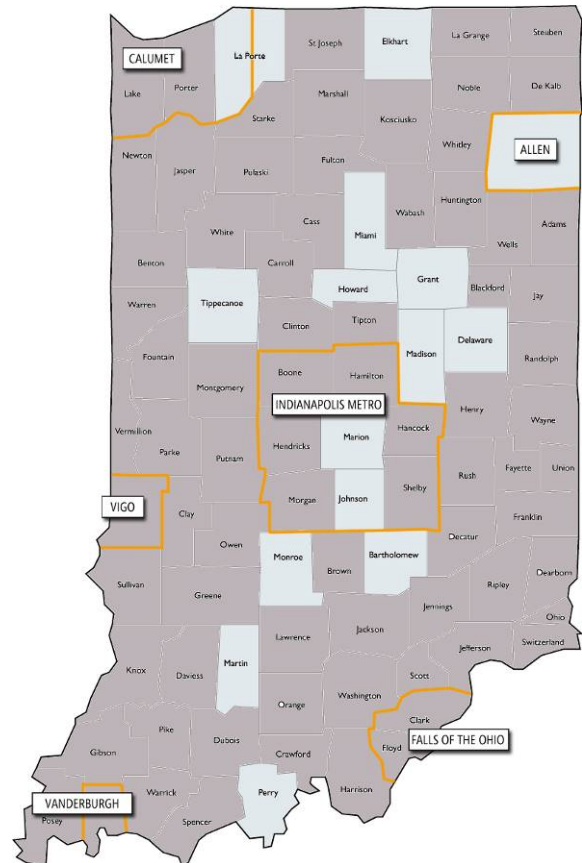 Steuben
La Grange
Elkhart
St Joseph
La Porte
CALUMET
Porter
Lake
Noble
De Kalb
Marshall
Kosciusko
Starke
Whitley
ALLEN
Newton
Jasper
Pulaski
Fulton
Huntington
Wabash
Miami
Cass
White
Adams
Wells
Benton
Carroll
Grant
Howard
Blackford
Jay
Tippecanoe
Warren
Clinton
Tipton
Madison
Delaware
Randolph
Fountain
Boone
Hamilton
Montgomery
INDIANAPOLIS METRO
Henry
Wayne
Vermillion
Hendricks
Marion
Hancock
Parke
Putnam
Fayette
Union
Rush
Shelby
Johnson
Morgan
VIGO
Clay
Franklin
Owen
Decatur
Monroe
Brown
Bartholomew
Dearborn
Ripley
Sullivan
Greene
Jennings
Ohio
Jackson
Lawrence
Jefferson
Switzerland
Knox
Daviess
Martin
Scott
Washington
Orange
Clark
Pike
Dubois
Floyd
FALLS OF THE OHIO
Gibson
Crawford
Harrison
Perry
Warrick
VANDERBURGH
Spencer
Posey